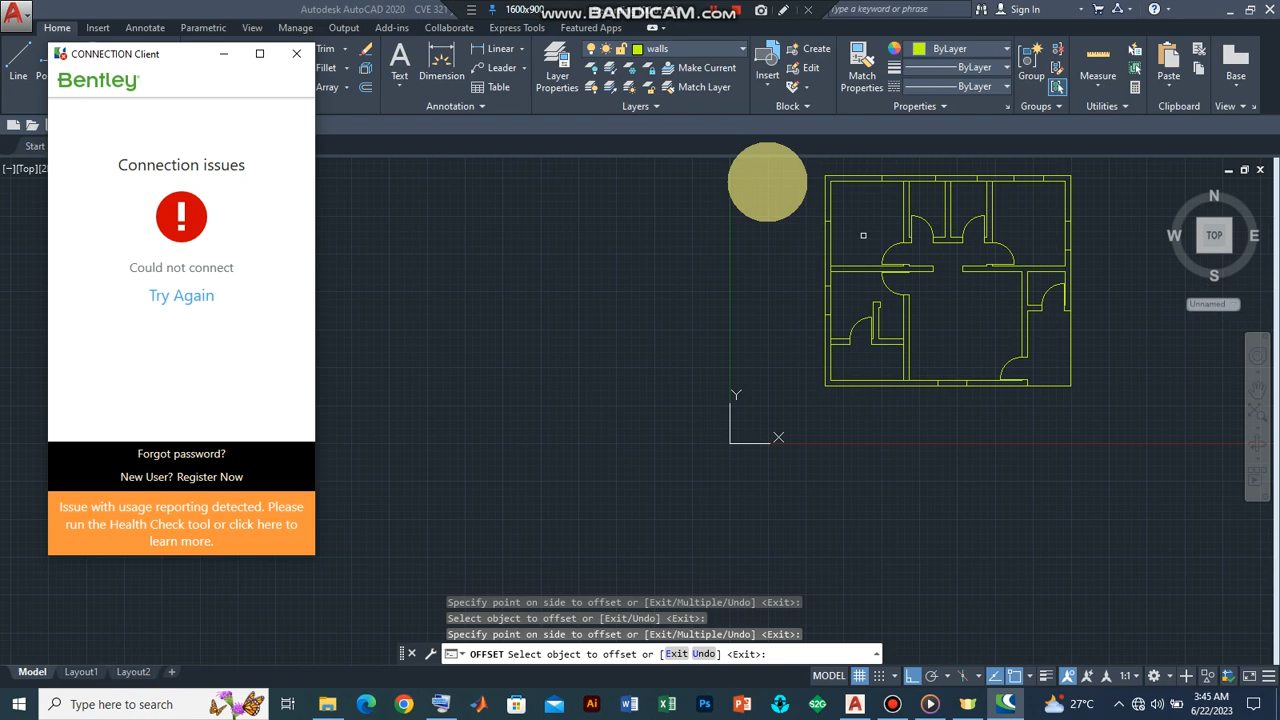 Autodesk AutoCAD 2020 CVE 32
1600x900
www.BANDICAM.com
Type a keyword or phrase
Sign In
Home
Insert
Annotate
Parametric
View
Manage
Output
Add-ins
Collaborate
Express Tools
Featured Apps
Line
Trim
Fillet
Array
Text
Dimension
Linear
Leader
Table
Annotation
Layer
Properties
walls
Make Current
Match Layer
Layers
Insert
Create
Edit
Block
Match
Properties
ByLayer
ByLayer
ByLayer
Properties
Group
Groups
Measure
Utilities
Paste
Clipboard
Base
View
CONNECTION Client
Bentley
Connection issues
!
Could not connect
Try Again
Forgot password?
New User? Register Now
Issue with usage reporting detected. Please
run the Health Check tool or click here to
learn more.
Start
[–][Top][2
N
W
TOP
E
S
Unnamed
Y
X
Specify point on side to offset or [Exit/Multiple/Undo] <Exit>:
Select object to offset or [Exit/Undo] <Exit>:
Specify point on side to offset or [Exit/Multiple/Undo] <Exit>:
OFFSET Select object to offset or [Exit Undo] <Exit>:
Model
Layout1
Layout2
+
MODEL
1:1
Type here to search
27°C
3:45 AM
6/22/2023